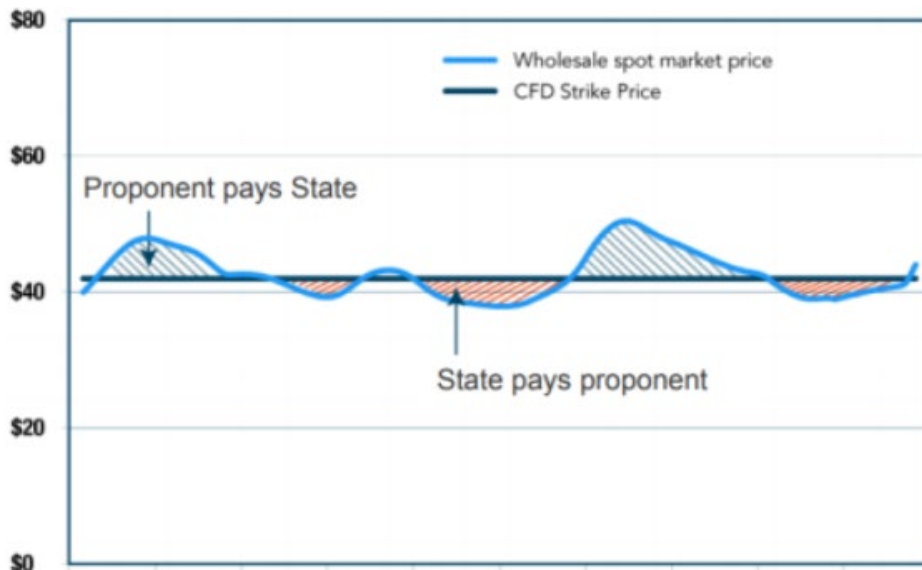 $80
Wholesale spot market price
CFD Strike Price
$60
Proponent pays State
$40
State pays proponent
$20
$0